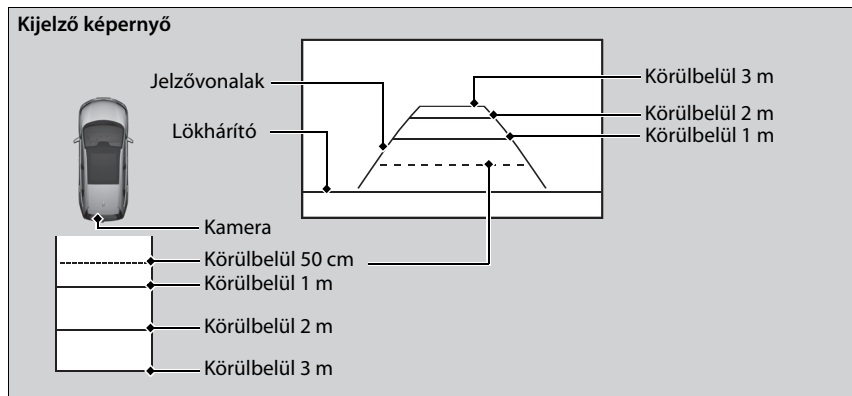 Kijelző képernyő
Jelzővonalak
Lökhárító
Körülbelül 3 m
Körülbelül 2 m
Körülbelül 1 m
Kamera
Körülbelül 50 cm
Körülbelül 1 m
Körülbelül 2 m
Körülbelül 3 m